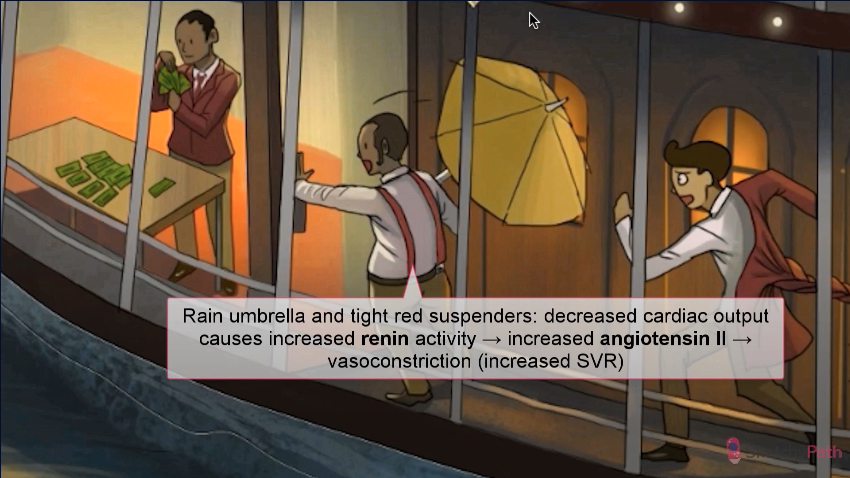 Rain umbrella and tight red suspenders: decreased cardiac output
causes increased renin activity → increased angiotensin II →
vasoconstriction (increased SVR)
Path